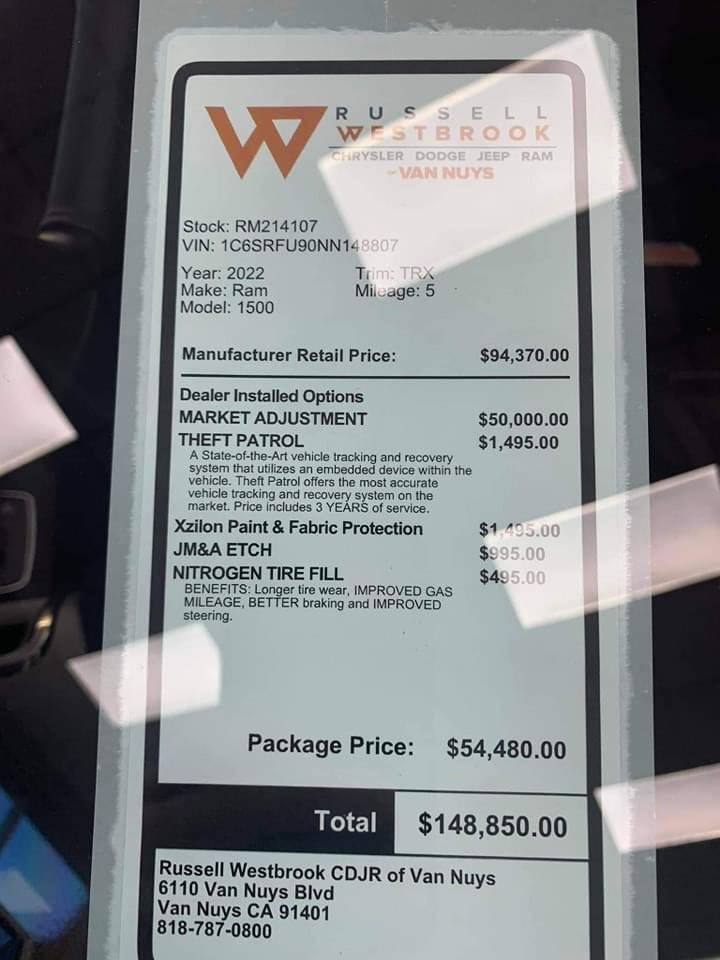 RUSSELL
WESTBROOK
CHRYSLER DODGE JEEP RAM
OF VAN NUYS
Stock: RM214107
VIN: 1C6SRFU90NN148807
Year: 2022 Trim: TRX
Make: Ram Mileage: 5
Model: 1500
Manufacturer Retail Price: $94,370.00
Dealer Installed Options
MARKET ADJUSTMENT $50,000.00
THEFT PATROL $1,495.00
A State-of-the-Art vehicle tracking and recovery
system that utilizes an embedded device within the
vehicle. Theft Patrol offers the most accurate
vehicle tracking and recovery system on the
market. Price includes 3 YEARS of service.
Xzilon Paint & Fabric Protection $1,495.00
JM&A ETCH $995.00
NITROGEN TIRE FILL $495.00
BENEFITS: Longer tire wear, IMPROVED GAS
MILEAGE, BETTER braking and IMPROVED
steering.
Package Price: $54,480.00
Total $148,850.00
Russell Westbrook CDJR of Van Nuys
6110 Van Nuys Blvd
Van Nuys CA 91401
818-787-0800